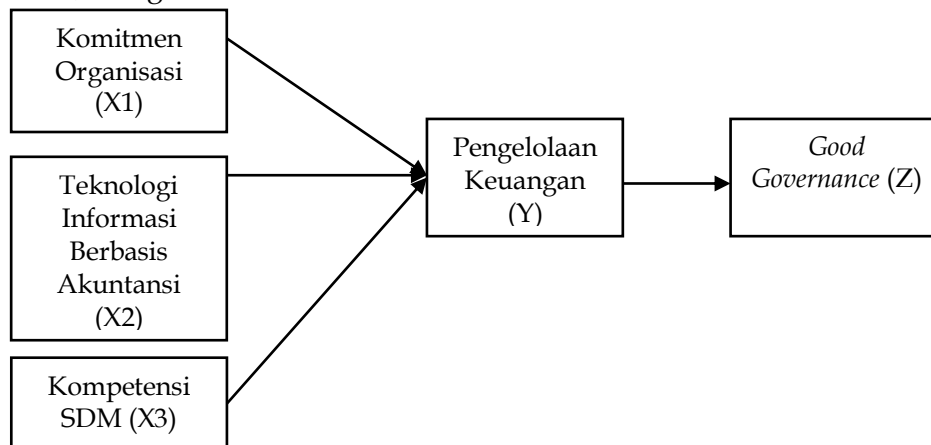 Komitmen
Organisasi
(X1)
Teknologi
Informasi
Berbasis
Akuntansi
(X2)
Kompetensi
SDM (X3)
Pengelolaan
Keuangan
(Y)
Good
Governance (Z)